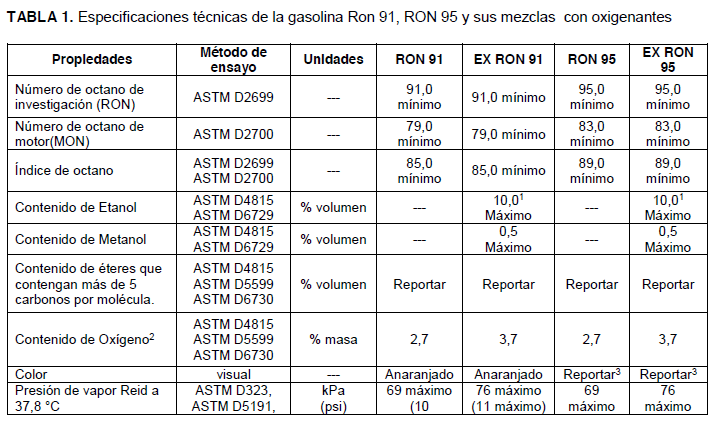 TABLA 1. Especificaciones técnicas de la gasolina Ron 91, RON 95 y sus mezclas con oxigenantes
Propiedades Método de ensayo Unidades RON 91 EX RON 91 RON 95 EX RON 95
Número de octano de investigación (RON) ASTM D2699 --- 91,0 mínimo 91,0 mínimo 95,0 mínimo 95,0 mínimo
Número de octano de motor(MON) ASTM D2700 --- 79,0 mínimo 79,0 mínimo 83,0 mínimo 83,0 mínimo
Índice de octano ASTM D2699 ASTM D2700 --- 85,0 mínimo 85,0 mínimo 89,0 mínimo 89,0 mínimo
Contenido de Etanol ASTM D4815 ASTM D6729 % volumen --- 10,0¹ Máximo --- 10,0¹ Máximo
Contenido de Metanol ASTM D4815 ASTM D6729 % volumen --- 0,5 Máximo --- 0,5 Máximo
Contenido de éteres que contengan más de 5 carbonos por molécula. ASTM D4815 ASTM D5599 ASTM D6730 % volumen Reportar Reportar Reportar Reportar
Contenido de Oxígeno² ASTM D4815 ASTM D5599 ASTM D6730 % masa 2,7 3,7 2,7 3,7
Color visual --- Anaranjado Anaranjado Reportar³ Reportar³
Presión de vapor Reid a 37,8 °C ASTM D323, ASTM D5191, kPa (psi) 69 máximo (10 76 máximo (11 máximo) 69 máximo 76 máximo